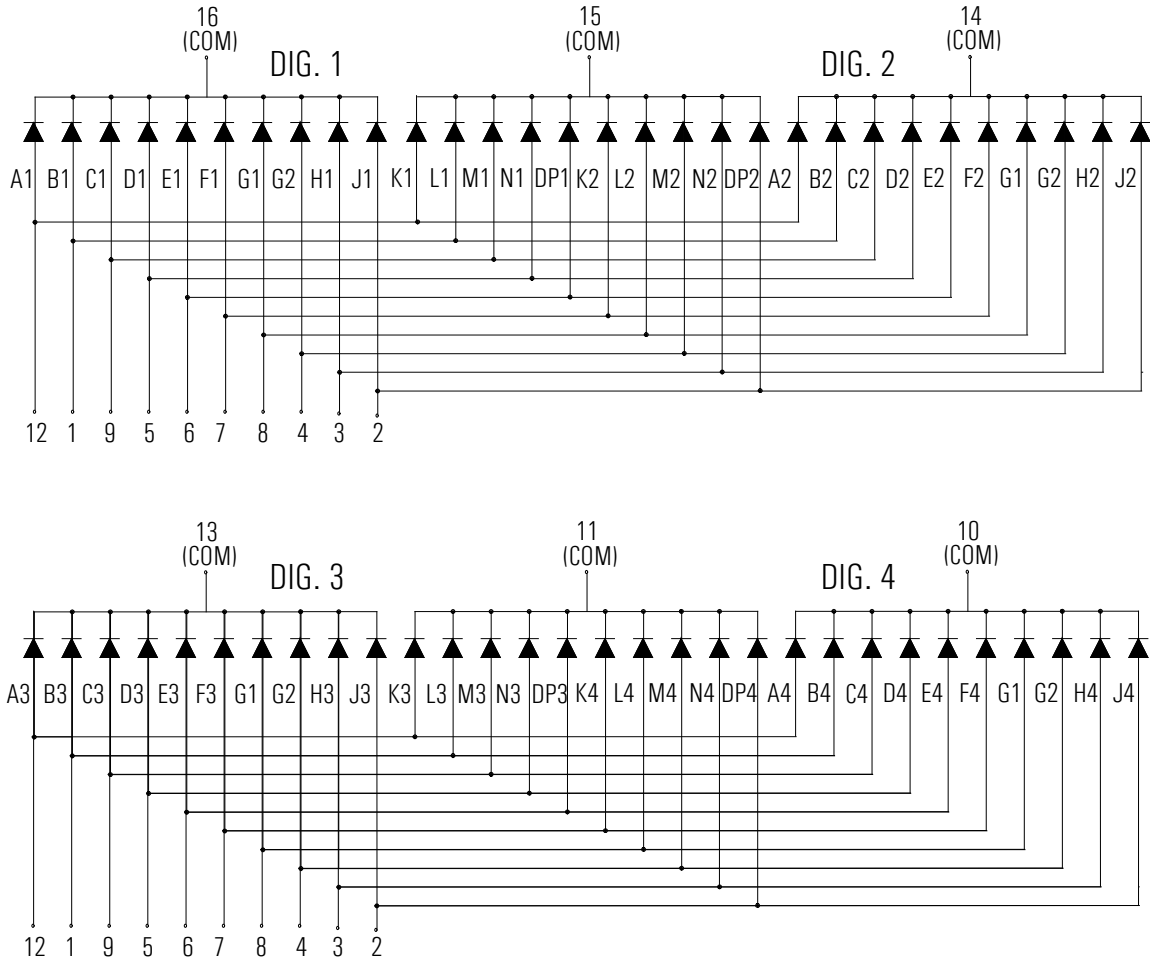 16 15 14
(COM) (COM) (COM)
DIG. 1 DIG. 2
A1 B1 C1 D1 E1 F1 G1 G2 H1 J1 K1 L1 M1 N1 DP1 K2 L2 M2 N2 DP2 A2 B2 C2 D2 E2 F2 G1 G2 H2 J2
12 1 9 5 6 7 8 4 3 2
13 11 10
(COM) (COM) (COM)
DIG. 3 DIG. 4
A3 B3 C3 D3 E3 F3 G1 G2 H3 J3 K3 L3 M3 N3 DP3 K4 L4 M4 N4 DP4 A4 B4 C4 D4 E4 F4 G1 G2 H4 J4
12 1 9 5 6 7 8 4 3 2